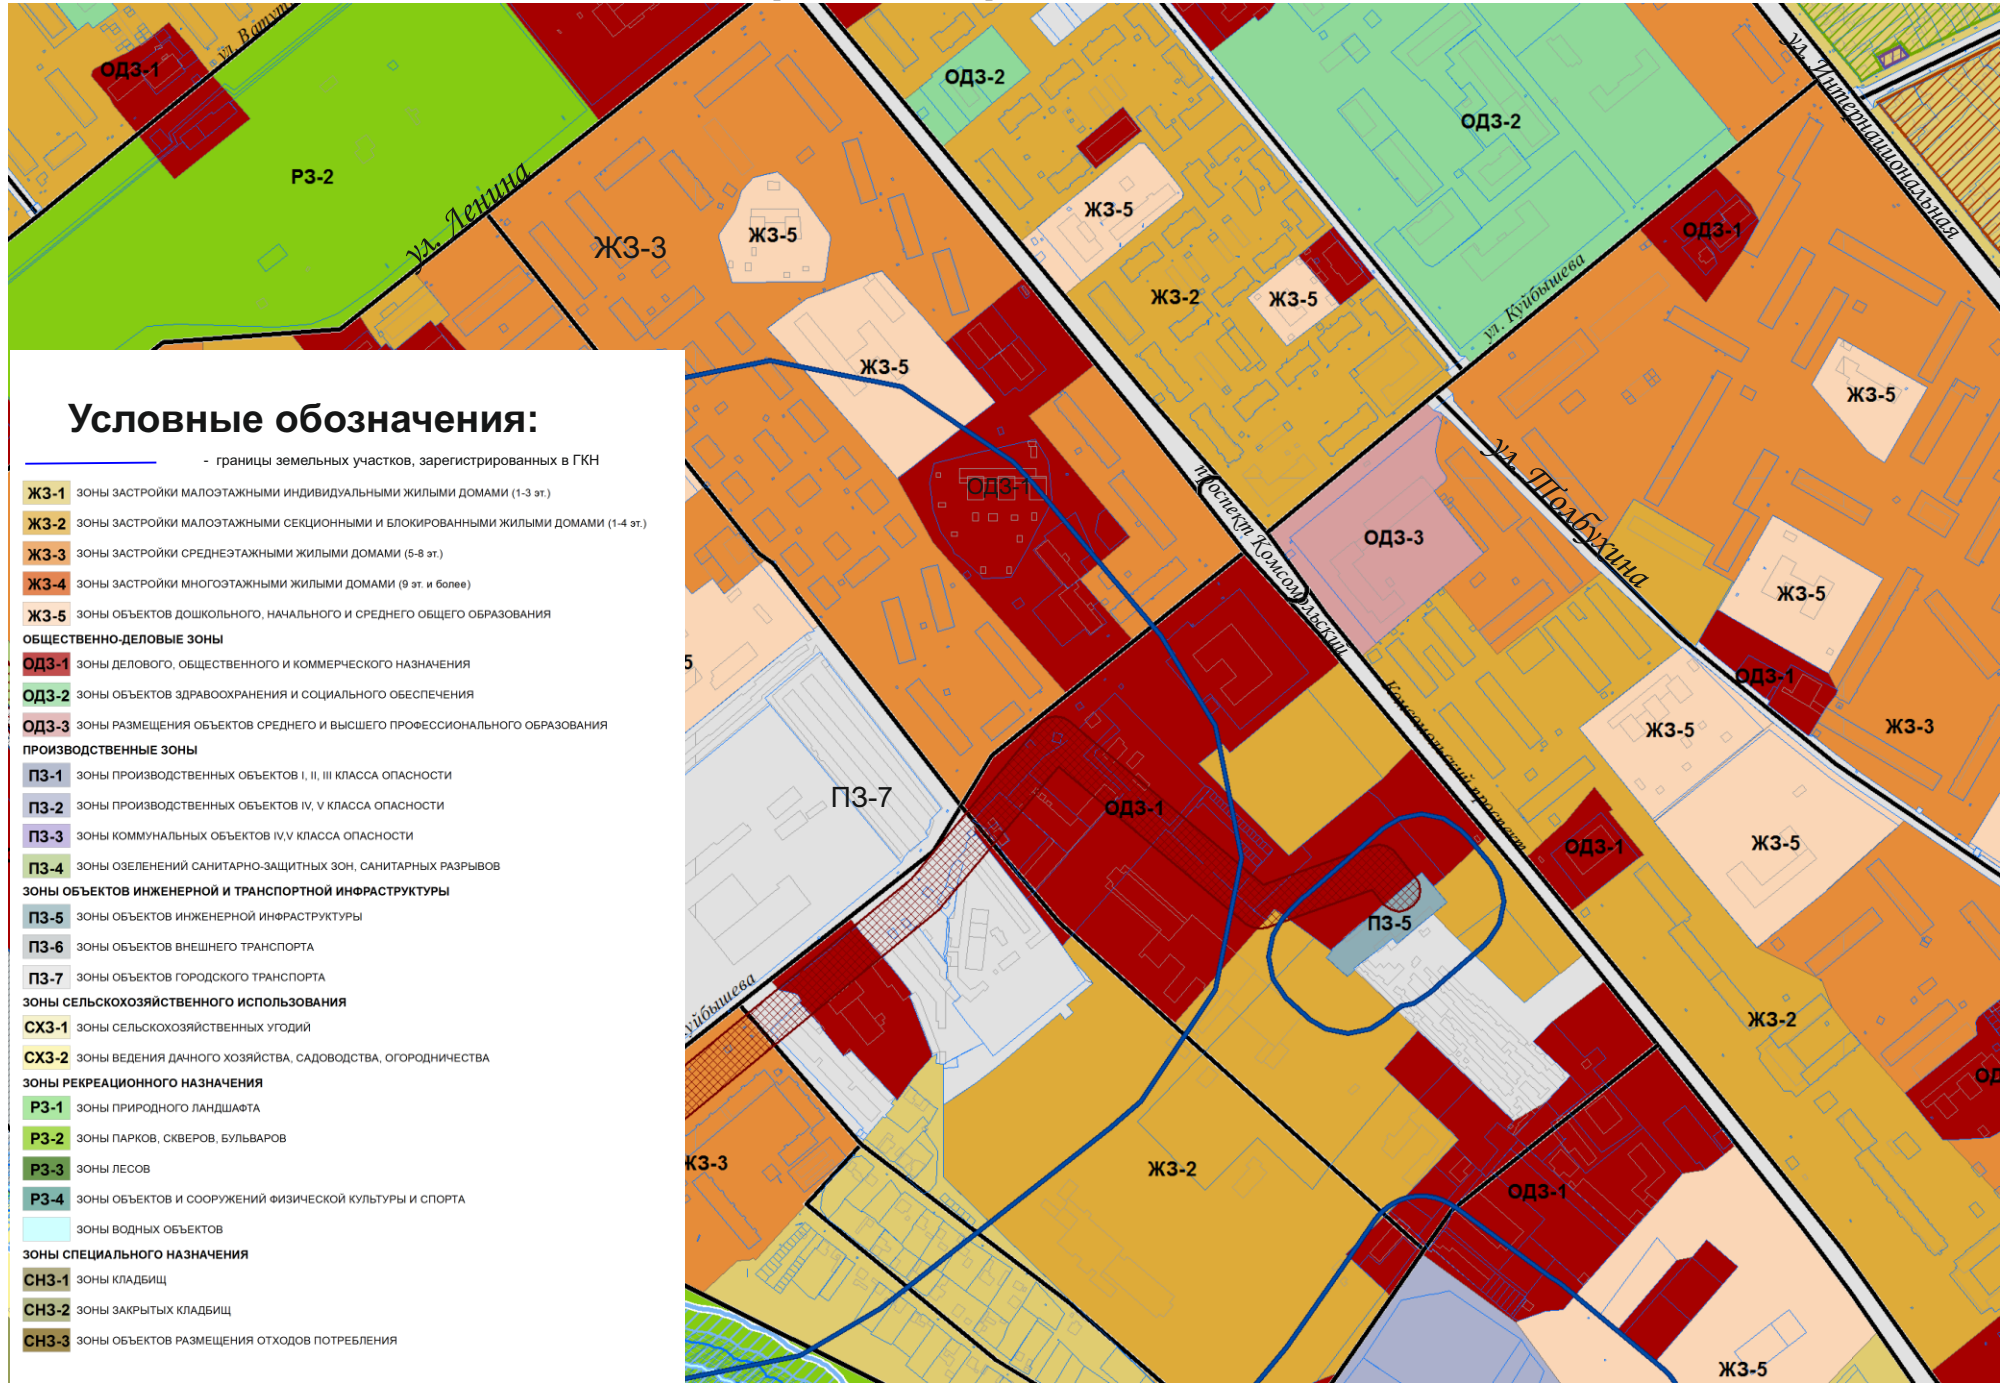 ул. Ватут
ул. Интернациональная
ОДЗ-1
ОДЗ-2
ОДЗ-2
РЗ-2
ул. Ленина
ЖЗ-3
ЖЗ-5
ЖЗ-5
ОДЗ-1
ЖЗ-2
ЖЗ-5
ул. Куйбышева
ЖЗ-5
ЖЗ-5
ОДЗ-1
проспект Комсомольский
ОДЗ-3
ул. Толбухина
ЖЗ-5
ОДЗ-1
5
Комсомольский проспект
ЖЗ-5
ЖЗ-3
ПЗ-7
ОДЗ-1
ОДЗ-1
ЖЗ-5
ПЗ-5
уйбышева
ЖЗ-2
ОД
ЖЗ-3
ЖЗ-2
ОДЗ-1
ЖЗ-5
Условные обозначения:
- границы земельных участков, зарегистрированных в ГКН
ЖЗ-1 ЗОНЫ ЗАСТРОЙКИ МАЛОЭТАЖНЫМИ ИНДИВИДУАЛЬНЫМИ ЖИЛЫМИ ДОМАМИ (1-3 эт.)
ЖЗ-2 ЗОНЫ ЗАСТРОЙКИ МАЛОЭТАЖНЫМИ СЕКЦИОННЫМИ И БЛОКИРОВАННЫМИ ЖИЛЫМИ ДОМАМИ (1-4 эт.)
ЖЗ-3 ЗОНЫ ЗАСТРОЙКИ СРЕДНЕЭТАЖНЫМИ ЖИЛЫМИ ДОМАМИ (5-8 эт.)
ЖЗ-4 ЗОНЫ ЗАСТРОЙКИ МНОГОЭТАЖНЫМИ ЖИЛЫМИ ДОМАМИ (9 эт. и более)
ЖЗ-5 ЗОНЫ ОБЪЕКТОВ ДОШКОЛЬНОГО, НАЧАЛЬНОГО И СРЕДНЕГО ОБЩЕГО ОБРАЗОВАНИЯ
ОБЩЕСТВЕННО-ДЕЛОВЫЕ ЗОНЫ
ОДЗ-1 ЗОНЫ ДЕЛОВОГО, ОБЩЕСТВЕННОГО И КОММЕРЧЕСКОГО НАЗНАЧЕНИЯ
ОДЗ-2 ЗОНЫ ОБЪЕКТОВ ЗДРАВООХРАНЕНИЯ И СОЦИАЛЬНОГО ОБЕСПЕЧЕНИЯ
ОДЗ-3 ЗОНЫ РАЗМЕЩЕНИЯ ОБЪЕКТОВ СРЕДНЕГО И ВЫСШЕГО ПРОФЕССИОНАЛЬНОГО ОБРАЗОВАНИЯ
ПРОИЗВОДСТВЕННЫЕ ЗОНЫ
ПЗ-1 ЗОНЫ ПРОИЗВОДСТВЕННЫХ ОБЪЕКТОВ I, II, III КЛАССА ОПАСНОСТИ
ПЗ-2 ЗОНЫ ПРОИЗВОДСТВЕННЫХ ОБЪЕКТОВ IV, V КЛАССА ОПАСНОСТИ
ПЗ-3 ЗОНЫ КОММУНАЛЬНЫХ ОБЪЕКТОВ IV,V КЛАССА ОПАСНОСТИ
ПЗ-4 ЗОНЫ ОЗЕЛЕНЕНИЙ САНИТАРНО-ЗАЩИТНЫХ ЗОН, САНИТАРНЫХ РАЗРЫВОВ
ЗОНЫ ОБЪЕКТОВ ИНЖЕНЕРНОЙ И ТРАНСПОРТНОЙ ИНФРАСТРУКТУРЫ
ПЗ-5 ЗОНЫ ОБЪЕКТОВ ИНЖЕНЕРНОЙ ИНФРАСТРУКТУРЫ
ПЗ-6 ЗОНЫ ОБЪЕКТОВ ВНЕШНЕГО ТРАНСПОРТА
ПЗ-7 ЗОНЫ ОБЪЕКТОВ ГОРОДСКОГО ТРАНСПОРТА
ЗОНЫ СЕЛЬСКОХОЗЯЙСТВЕННОГО ИСПОЛЬЗОВАНИЯ
СХЗ-1 ЗОНЫ СЕЛЬСКОХОЗЯЙСТВЕННЫХ УГОДИЙ
СХЗ-2 ЗОНЫ ВЕДЕНИЯ ДАЧНОГО ХОЗЯЙСТВА, САДОВОДСТВА, ОГОРОДНИЧЕСТВА
ЗОНЫ РЕКРЕАЦИОННОГО НАЗНАЧЕНИЯ
РЗ-1 ЗОНЫ ПРИРОДНОГО ЛАНДШАФТА
РЗ-2 ЗОНЫ ПАРКОВ, СКВЕРОВ, БУЛЬВАРОВ
РЗ-3 ЗОНЫ ЛЕСОВ
РЗ-4 ЗОНЫ ОБЪЕКТОВ И СООРУЖЕНИЙ ФИЗИЧЕСКОЙ КУЛЬТУРЫ И СПОРТА
ЗОНЫ ВОДНЫХ ОБЪЕКТОВ
ЗОНЫ СПЕЦИАЛЬНОГО НАЗНАЧЕНИЯ
СНЗ-1 ЗОНЫ КЛАДБИЩ
СНЗ-2 ЗОНЫ ЗАКРЫТЫХ КЛАДБИЩ
СНЗ-3 ЗОНЫ ОБЪЕКТОВ РАЗМЕЩЕНИЯ ОТХОДОВ ПОТРЕБЛЕНИЯ